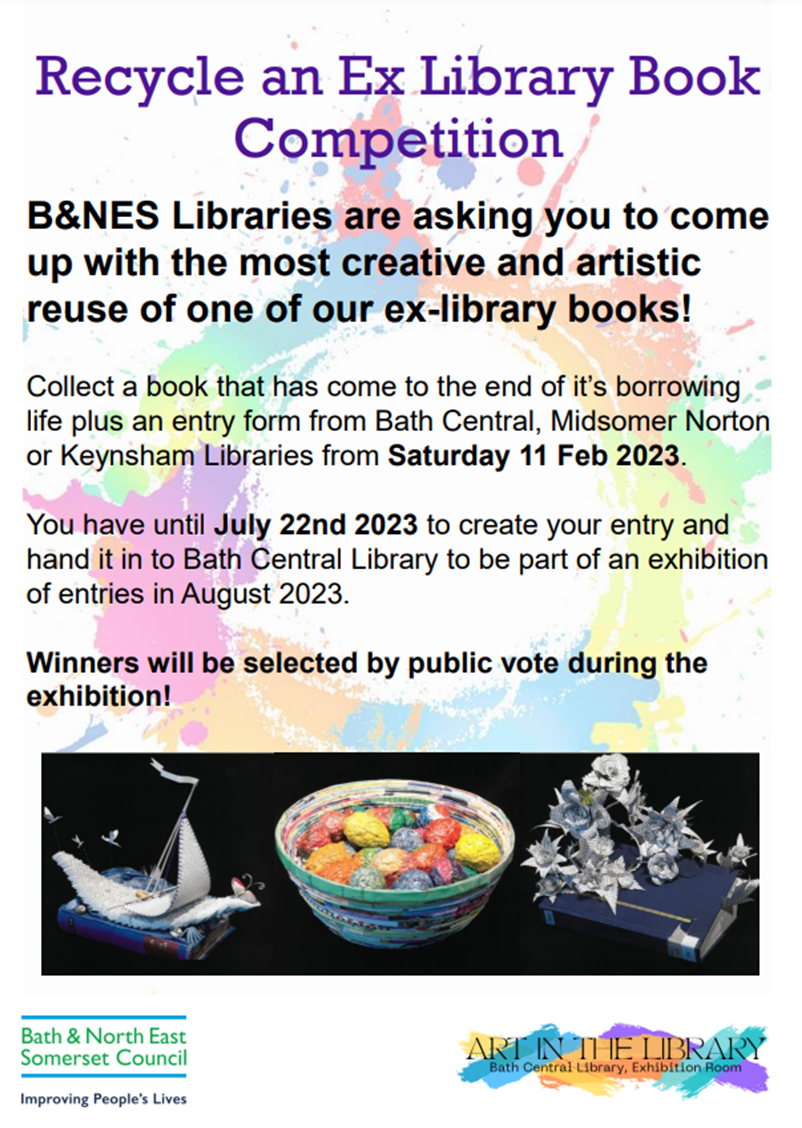 Recycle an Ex Library Book
Competition
B&NES Libraries are asking you to come
up with the most creative and artistic
reuse of one of our ex-library books!
Collect a book that has come to the end of it's borrowing
life plus an entry form from Bath Central, Midsomer Norton
or Keynsham Libraries from Saturday 11 Feb 2023.
You have until July 22nd 2023 to create your entry and
hand it in to Bath Central Library to be part of an exhibition
of entries in August 2023.
Winners will be selected by public vote during the
exhibition!
Bath & North East
Somerset Council
Improving People's Lives
ART IN THE LIBRARY
Bath Central Library, Exhibition Room